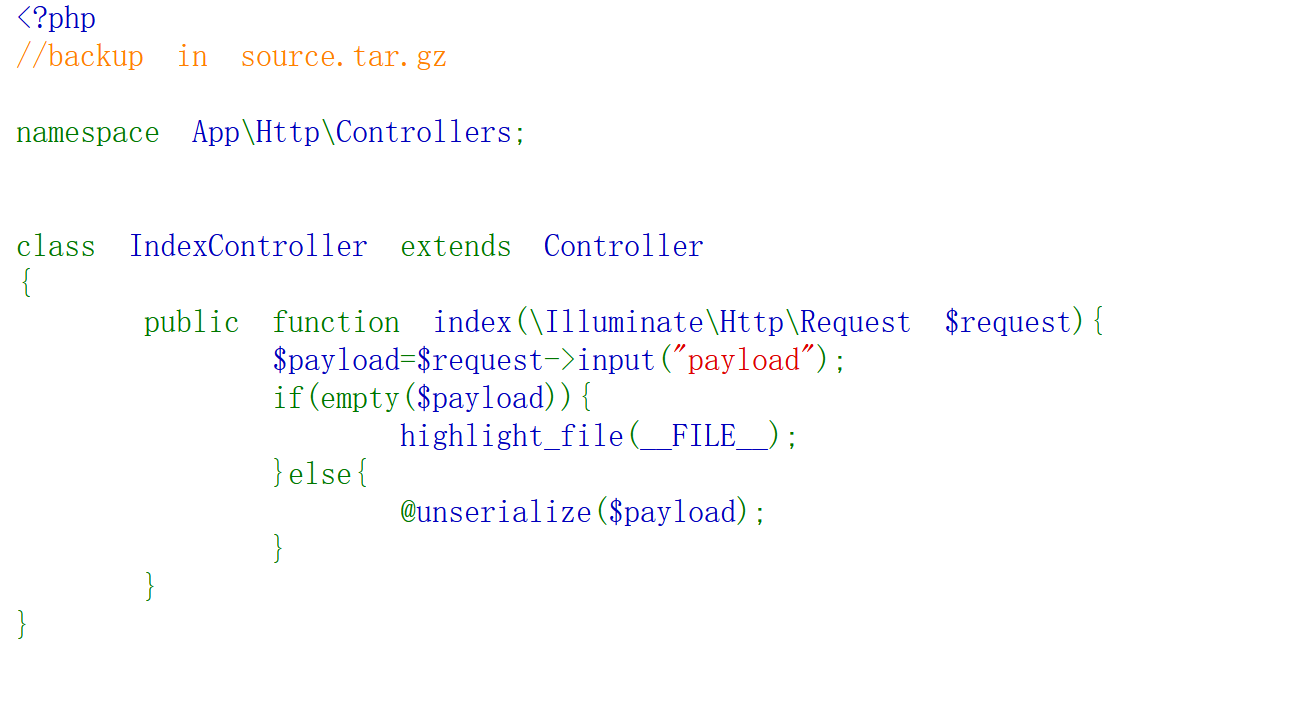 <?php
//backup in source.tar.gz
namespace App\Http\Controllers;
class IndexController extends Controller
{
public function index(\Illuminate\Http\Request $request){
$payload=$request->input("payload");
if(empty($payload)){
highlight_file(__FILE__);
}else{
@unserialize($payload);
}
}
}